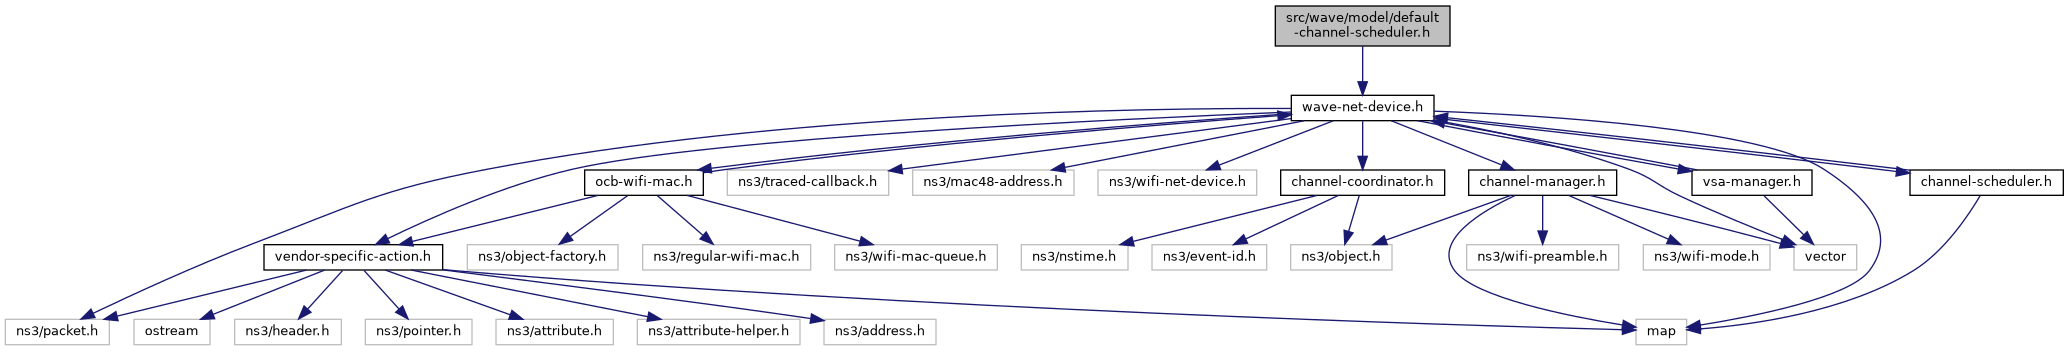 src/wave/model/default
-channel-scheduler.h
wave-net-device.h
ocb-wifi-mac.h
ns3/traced-callback.h
ns3/mac48-address.h
ns3/wifi-net-device.h
channel-coordinator.h
channel-manager.h
vsa-manager.h
channel-scheduler.h
vendor-specific-action.h
ns3/object-factory.h
ns3/regular-wifi-mac.h
ns3/wifi-mac-queue.h
ns3/nstime.h
ns3/event-id.h
ns3/object.h
ns3/wifi-preamble.h
ns3/wifi-mode.h
vector
ns3/packet.h
ostream
ns3/header.h
ns3/pointer.h
ns3/attribute.h
ns3/attribute-helper.h
ns3/address.h
map